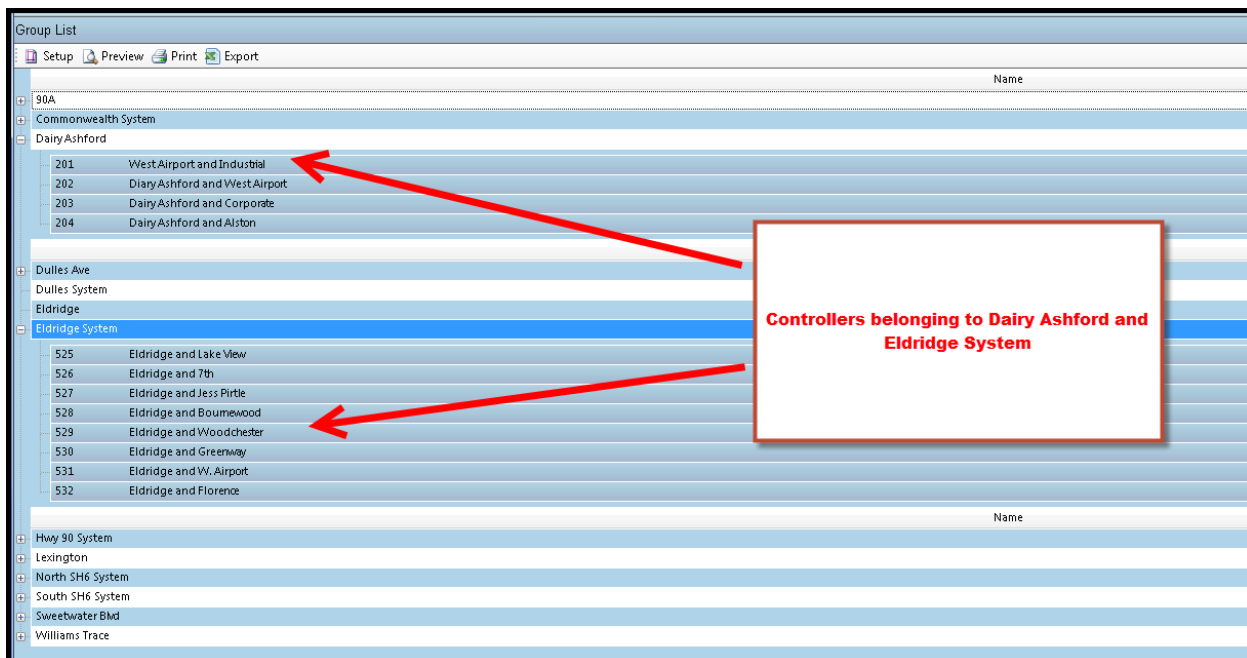 Group List
Setup Preview Print Export
Name
90A
Commonwealth System
Dairy Ashford
201 West Airport and Industrial
202 Diary Ashford and West Airport
203 Dairy Ashford and Corporate
204 Dairy Ashford and Alston
Dulles Ave
Dulles System
Eldridge
Eldridge System
525 Eldridge and Lake View
526 Eldridge and 7th
527 Eldridge and Jess Pirtle
528 Eldridge and Bournewood
529 Eldridge and Woodchester
530 Eldridge and Greenway
531 Eldridge and W. Airport
532 Eldridge and Florence
Controllers belonging to Dairy Ashford and
Eldridge System
Name
Hwy 90 System
Lexington
North SH6 System
South SH6 System
Sweetwater Blvd
Williams Trace